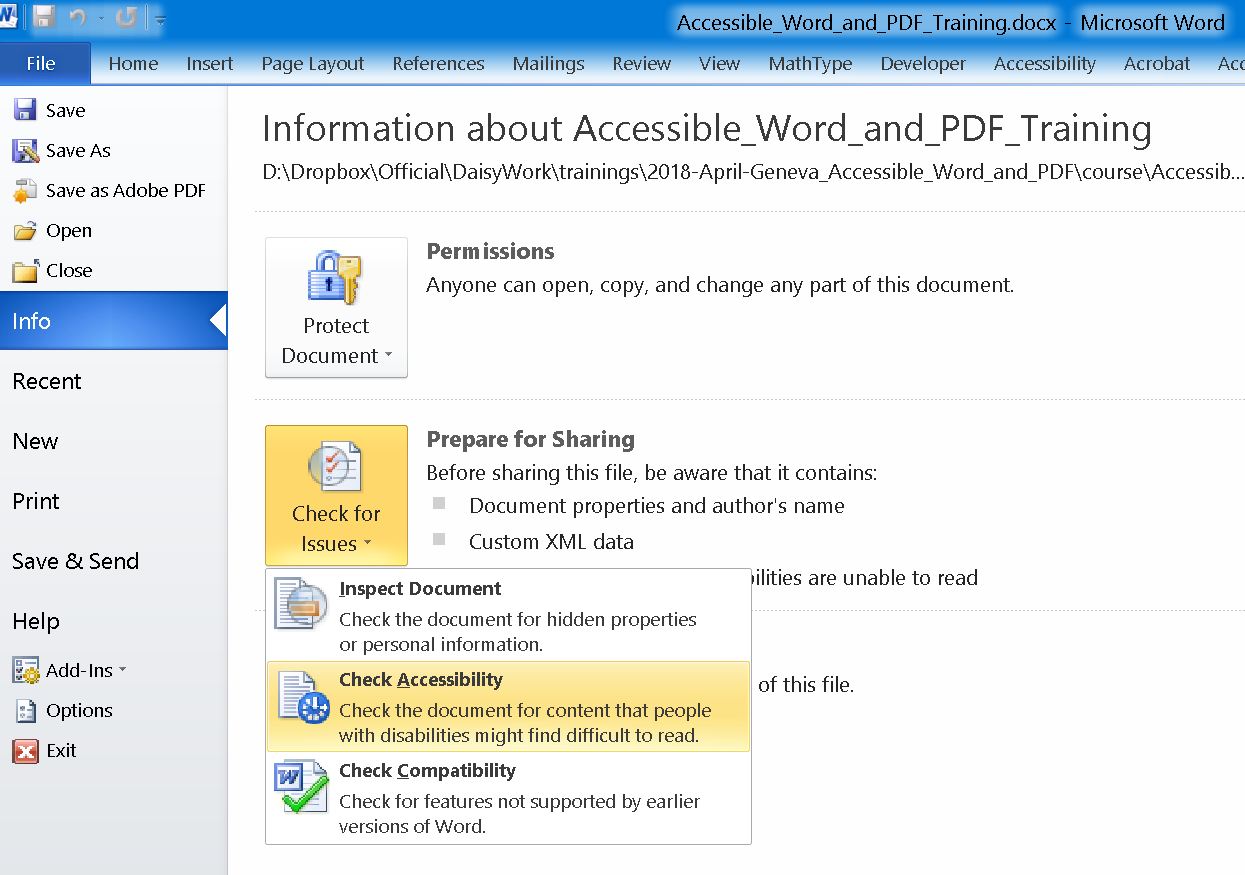 Accessible_Word_and_PDF_Training.docx - Microsoft Word
File Home Insert Page Layout References Mailings Review View MathType Developer Accessibility Acrobat
Save
Save As
Save as Adobe PDF
Open
Close
Info
Recent
New
Print
Save & Send
Help
Add-Ins
Options
Exit
Information about Accessible_Word_and_PDF_Training
D:\Dropbox\Official\DaisyWork\trainings\2018-April-Geneva_Accessible_Word_and_PDF\course\Accessib...
Protect
Document
Permissions
Anyone can open, copy, and change any part of this document.
Check for
Issues
Prepare for Sharing
Before sharing this file, be aware that it contains:
Document properties and author's name
Custom XML data
bilities are unable to read
of this file.
Inspect Document
Check the document for hidden properties
or personal information.
Check Accessibility
Check the document for content that people
with disabilities might find difficult to read.
Check Compatibility
Check for features not supported by earlier
versions of Word.